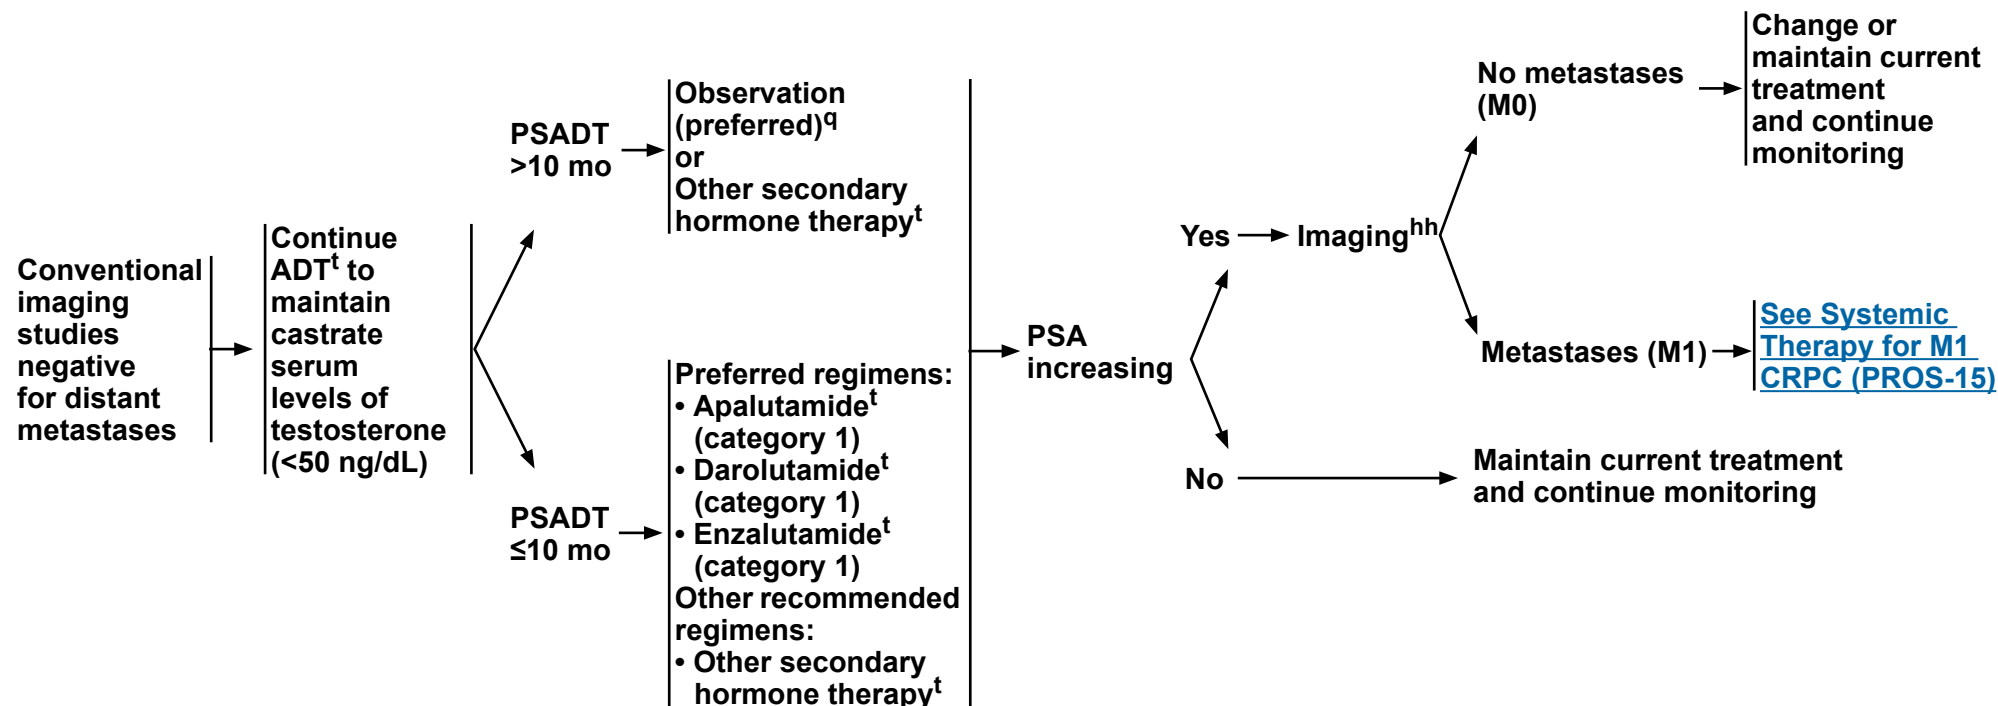 Conventional
imaging
studies
negative
for distant
metastases
Continue
ADTt to
maintain
castrate
serum
levels of
testosterone
(<50 ng/dL)
PSADT
>10 mo
Observation
(preferred)q
or
Other secondary
hormone therapyt
PSADT
≤10 mo
Preferred regimens:
• Apalutamidet
(category 1)
• Darolutamidet
(category 1)
• Enzalutamidet
(category 1)
Other recommended
regimens:
• Other secondary
hormone therapyt
PSA
increasing
Yes
Imaginghh
No metastases
(M0)
Change or
maintain current
treatment
and continue
monitoring
Metastases (M1)
See Systemic
Therapy for M1
CRPC (PROS-15)
No
Maintain current treatment
and continue monitoring